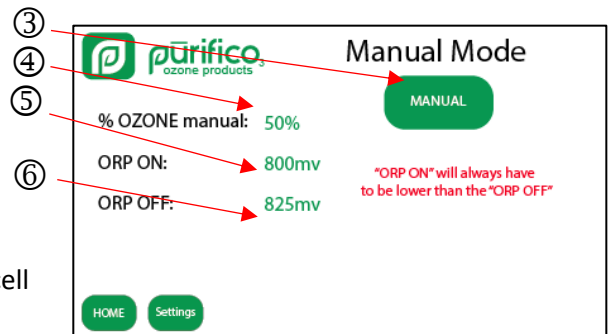 ③
④
⑤
⑥
pūrifico₃
ozone products
Manual Mode
MANUAL
% OZONE manual: 50%
ORP ON: 800mv
ORP OFF: 825mv
"ORP ON" will always have
to be lower than the "ORP OFF"
ell
HOME Settings